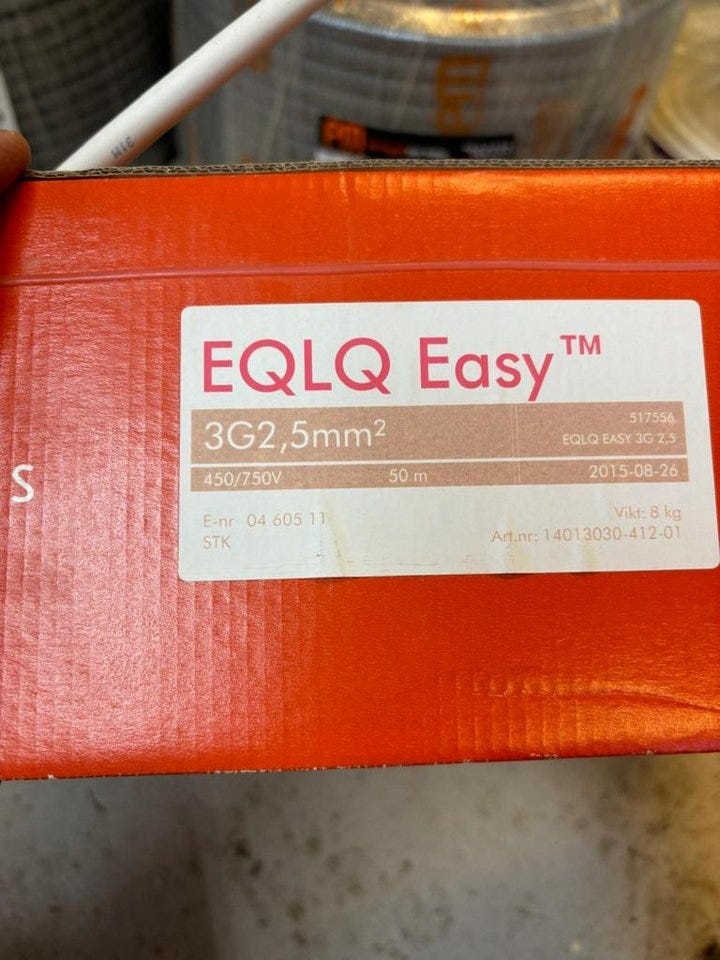 EQLQ Easy™
3G2,5mm²
517556
EQLQ EASY 3G 2,5
450/750V 50 m 2015-08-26
E-nr 04 605 11 Vikt: 8 kg
STK Art.nr: 14013030-412-01
S